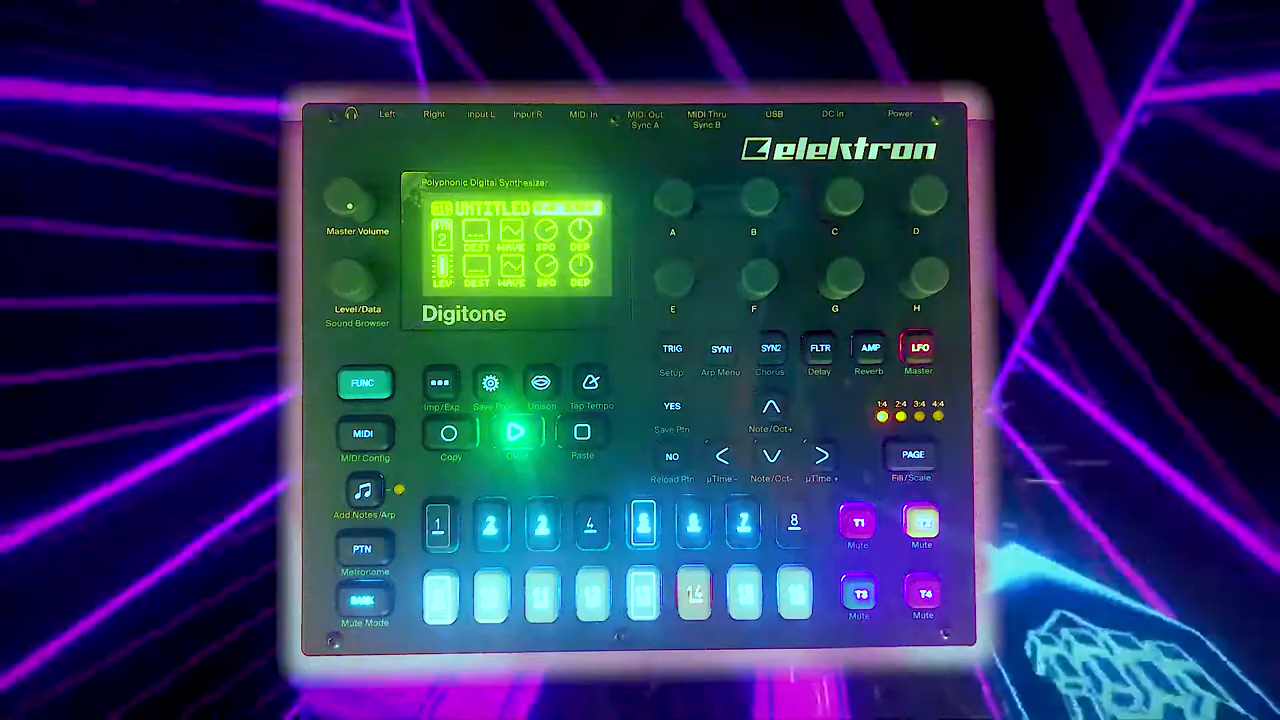 Left Right Input L Input R MIDI In MIDI Out MIDI Thru USB DC In Power
Sync A Sync B
elektron
Polyphonic Digital Synthesizer
UNTITLED
2
DEST WAVE SPD DEP
LEV DEST WAVE SPD DEP
Master Volume
A B C D
Level/Data
Sound Browser
Digitone
E F G H
TRIG SYN1 SYN2 FLTR AMP LFO
Setup Arp Menu Chorus Delay Reverb Master
FUNC
Imp/Exp Unison Tap Tempo
YES
Save Ptn Note/Oct+
1:4 2:4 3:4 4:4
MIDI
MIDI Config Copy Clear Paste
NO < > PAGE
Reload Ptn µTime - Note/Oct- µTime + Fill/Scale
Add Notes/Arp
1 2 4 7 8 T1 T2
Mute Mute
PTN
Metronome
BANK 14 T3 T4
Mute Mode Mute Mute